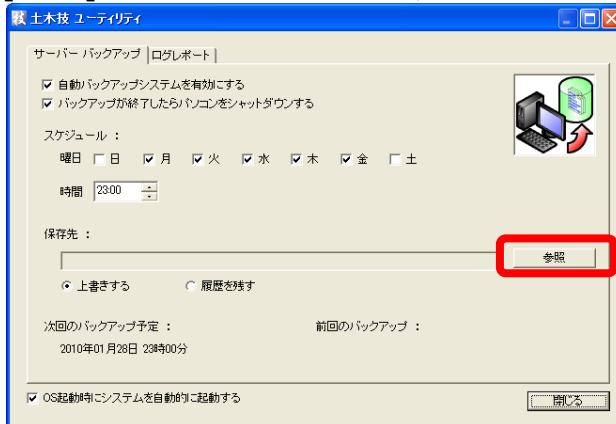 土木技 ユーティリティ
サーバー バックアップ ログレポート
自動バックアップシステムを有効にする
バックアップが終了したらパソコンをシャットダウンする
スケジュール :
曜日 日 月 火 水 木 金 土
時間 23:00
保存先 :
参照
上書きする 履歴を残す
次回のバックアップ予定 : 前回のバックアップ :
2010年01月28日 23時00分
OS起動時にシステムを自動的に起動する 閉じる